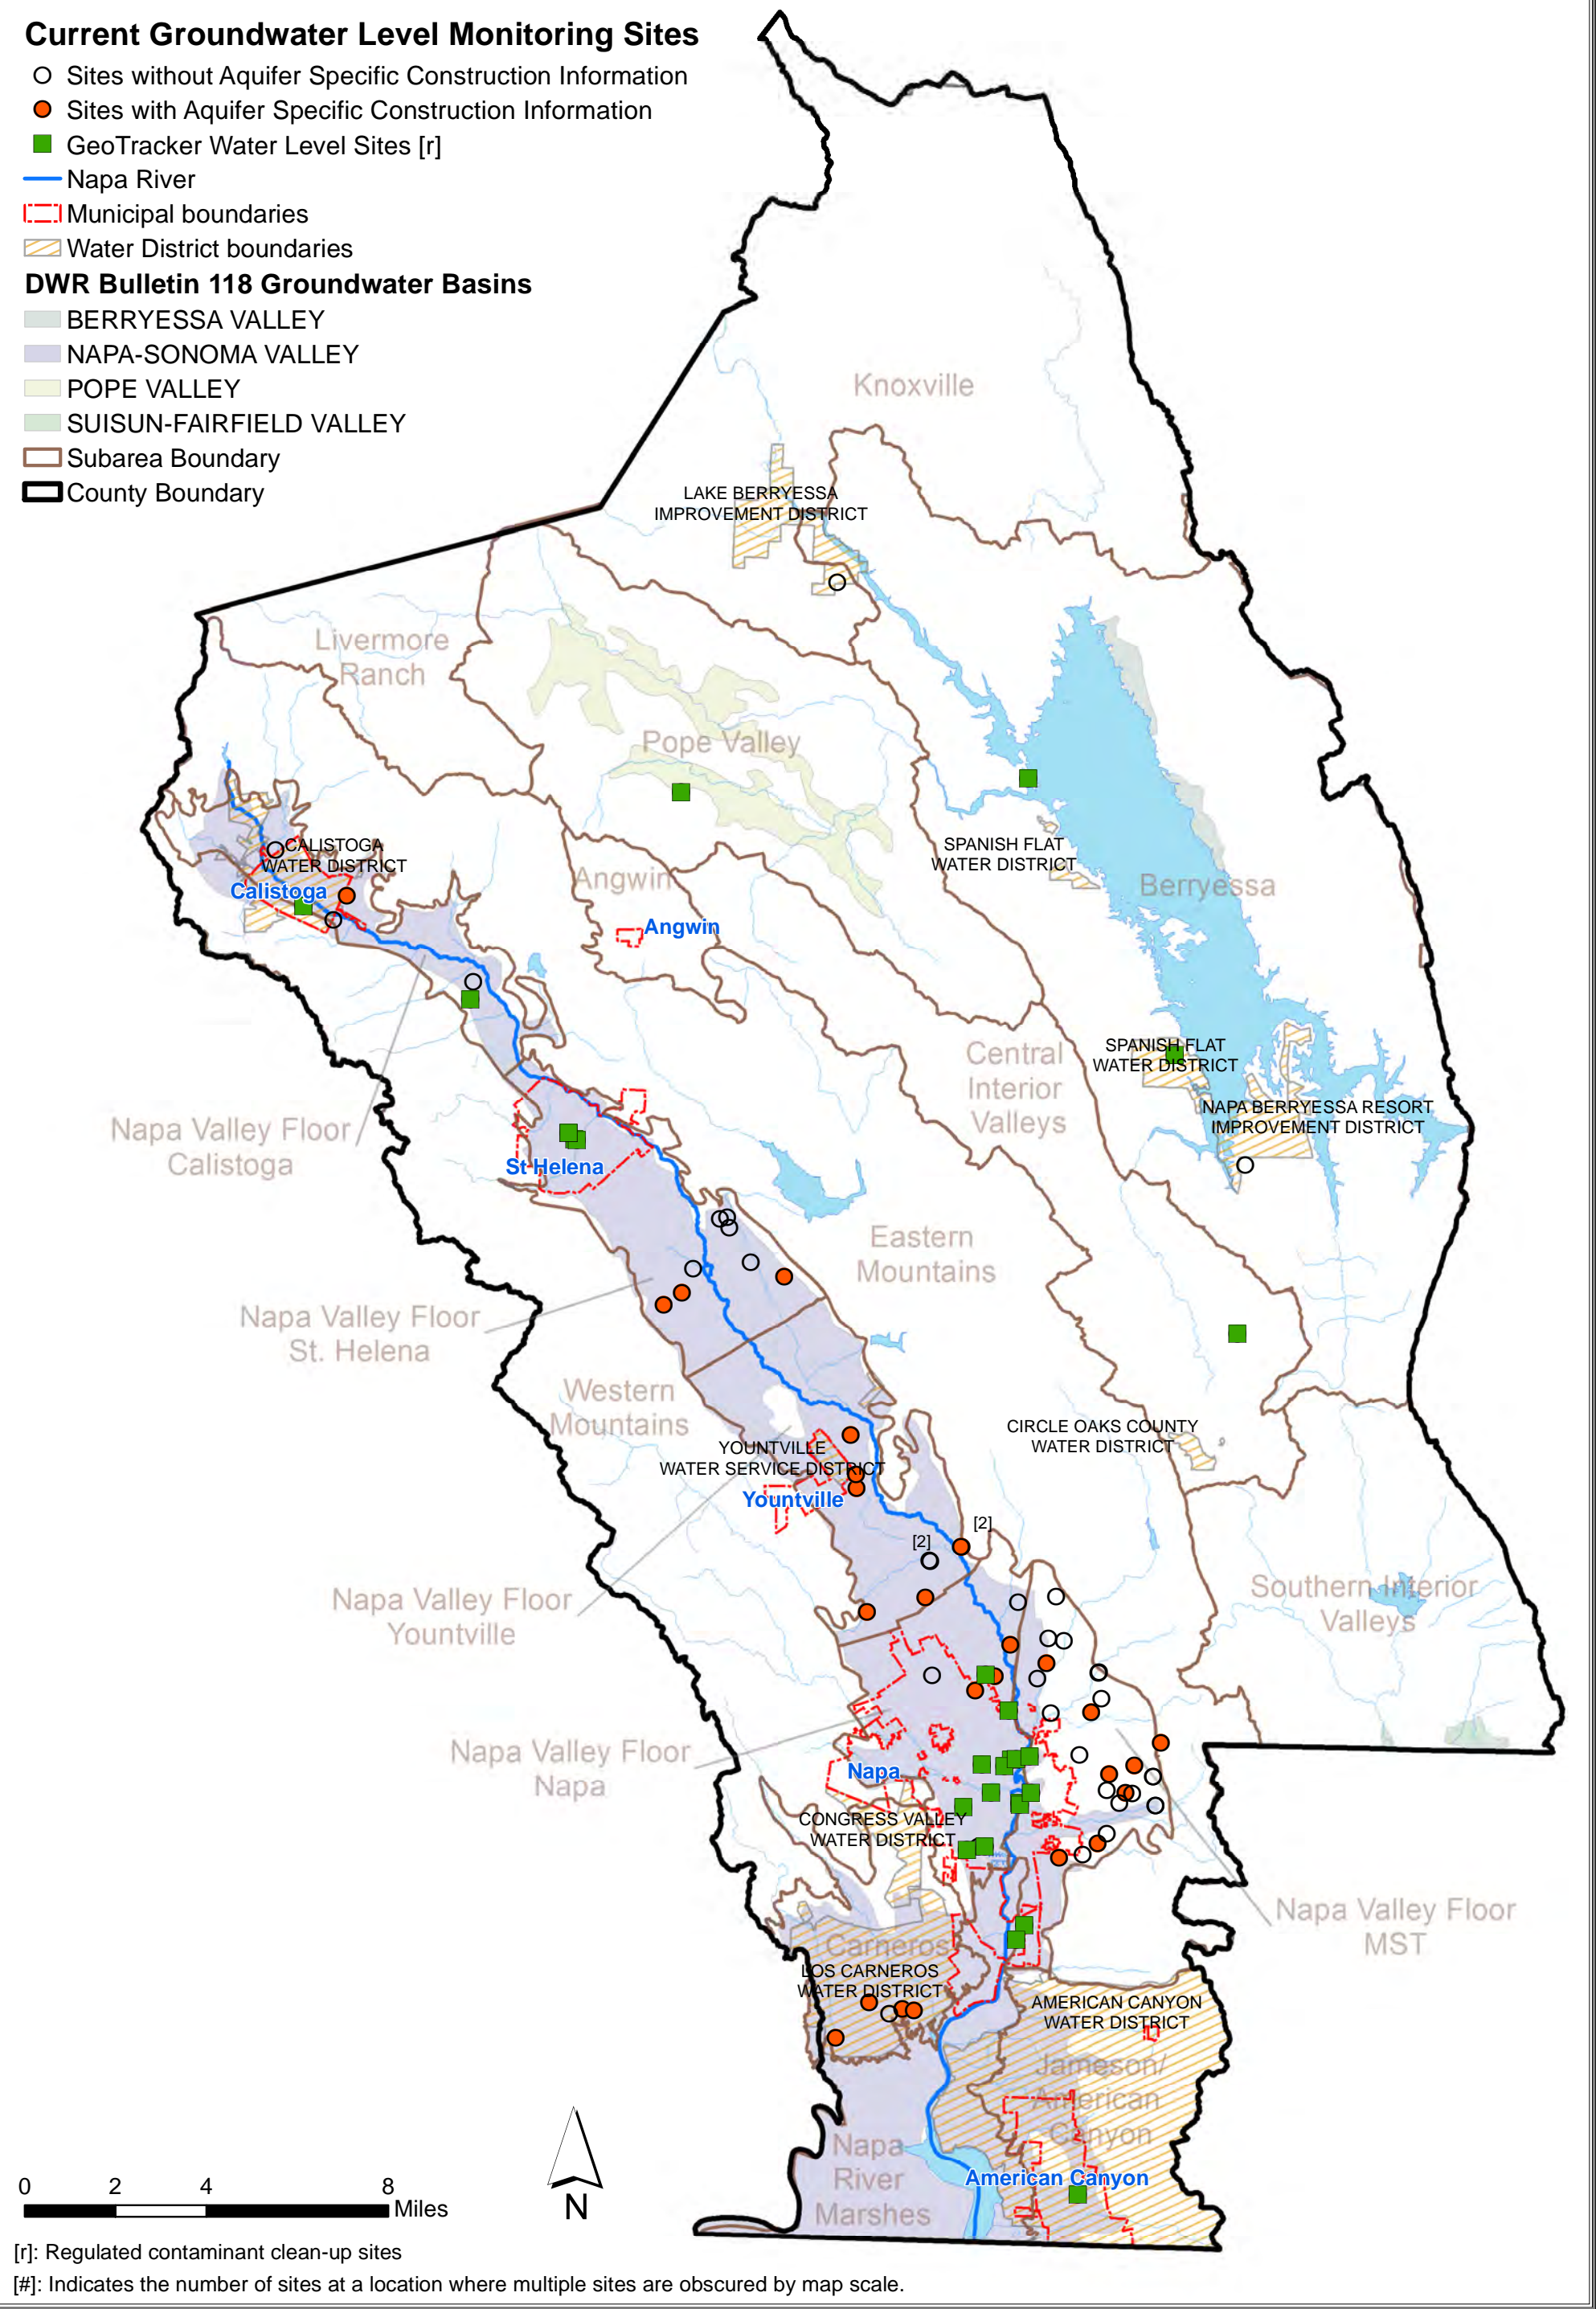 Current Groundwater Level Monitoring Sites
Sites without Aquifer Specific Construction Information
Sites with Aquifer Specific Construction Information
GeoTracker Water Level Sites [r]
Napa River
Municipal boundaries
Water District boundaries
DWR Bulletin 118 Groundwater Basins
BERRYESSA VALLEY
NAPA-SONOMA VALLEY
POPE VALLEY
SUISUN-FAIRFIELD VALLEY
Subarea Boundary
County Boundary
Knoxville
LAKE BERRYESSA
IMPROVEMENT DISTRICT
Livermore
Ranch
Pope Valley
SPANISH FLAT
WATER DISTRICT
CALISTOGA
WATER DISTRICT
Calistoga
Angwin
Angwin
Berryessa
SPANISH FLAT
WATER DISTRICT
Central
Interior
Valleys
NAPA BERRYESSA RESORT
IMPROVEMENT DISTRICT
Napa Valley Floor
Calistoga
St Helena
Eastern
Mountains
Napa Valley Floor
St. Helena
Western
Mountains
CIRCLE OAKS COUNTY
WATER DISTRICT
YOUNTVILLE
WATER SERVICE DISTRICT
Yountville
[2]
[2]
Napa Valley Floor
Yountville
Southern Interior
Valleys
Napa Valley Floor
Napa
Napa
CONGRESS VALLEY
WATER DISTRICT
Napa Valley Floor
MST
Carneros
LOS CARNEROS
WATER DISTRICT
AMERICAN CANYON
WATER DISTRICT
Jameson/
American
Canyon
Napa
River
Marshes
American Canyon
0 2 4 8
Miles
N
[r]: Regulated contaminant clean-up sites
[#]: Indicates the number of sites at a location where multiple sites are obscured by map scale.